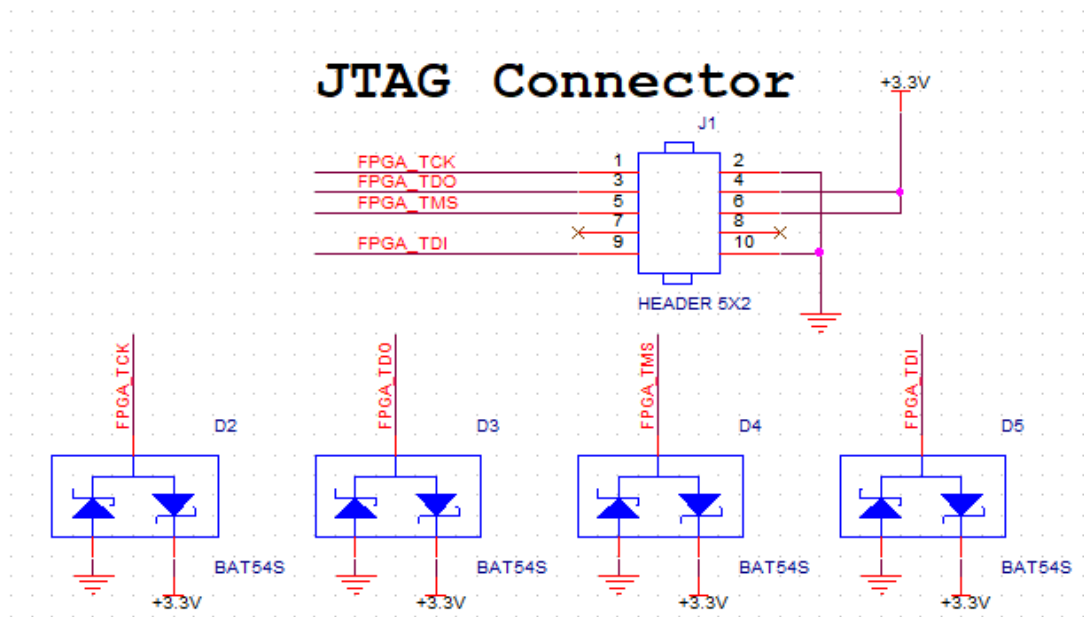 JTAG Connector
+3.3V
J1
FPGA_TCK 1 2
FPGA_TDO 3 4
FPGA_TMS 5 6
7 8
FPGA_TDI 9 10
HEADER 5X2
FPGA_TCK FPGA_TDO FPGA_TMS FPGA_TDI
D2 D3 D4 D5
BAT54S BAT54S BAT54S BAT54S
+3.3V +3.3V +3.3V +3.3V